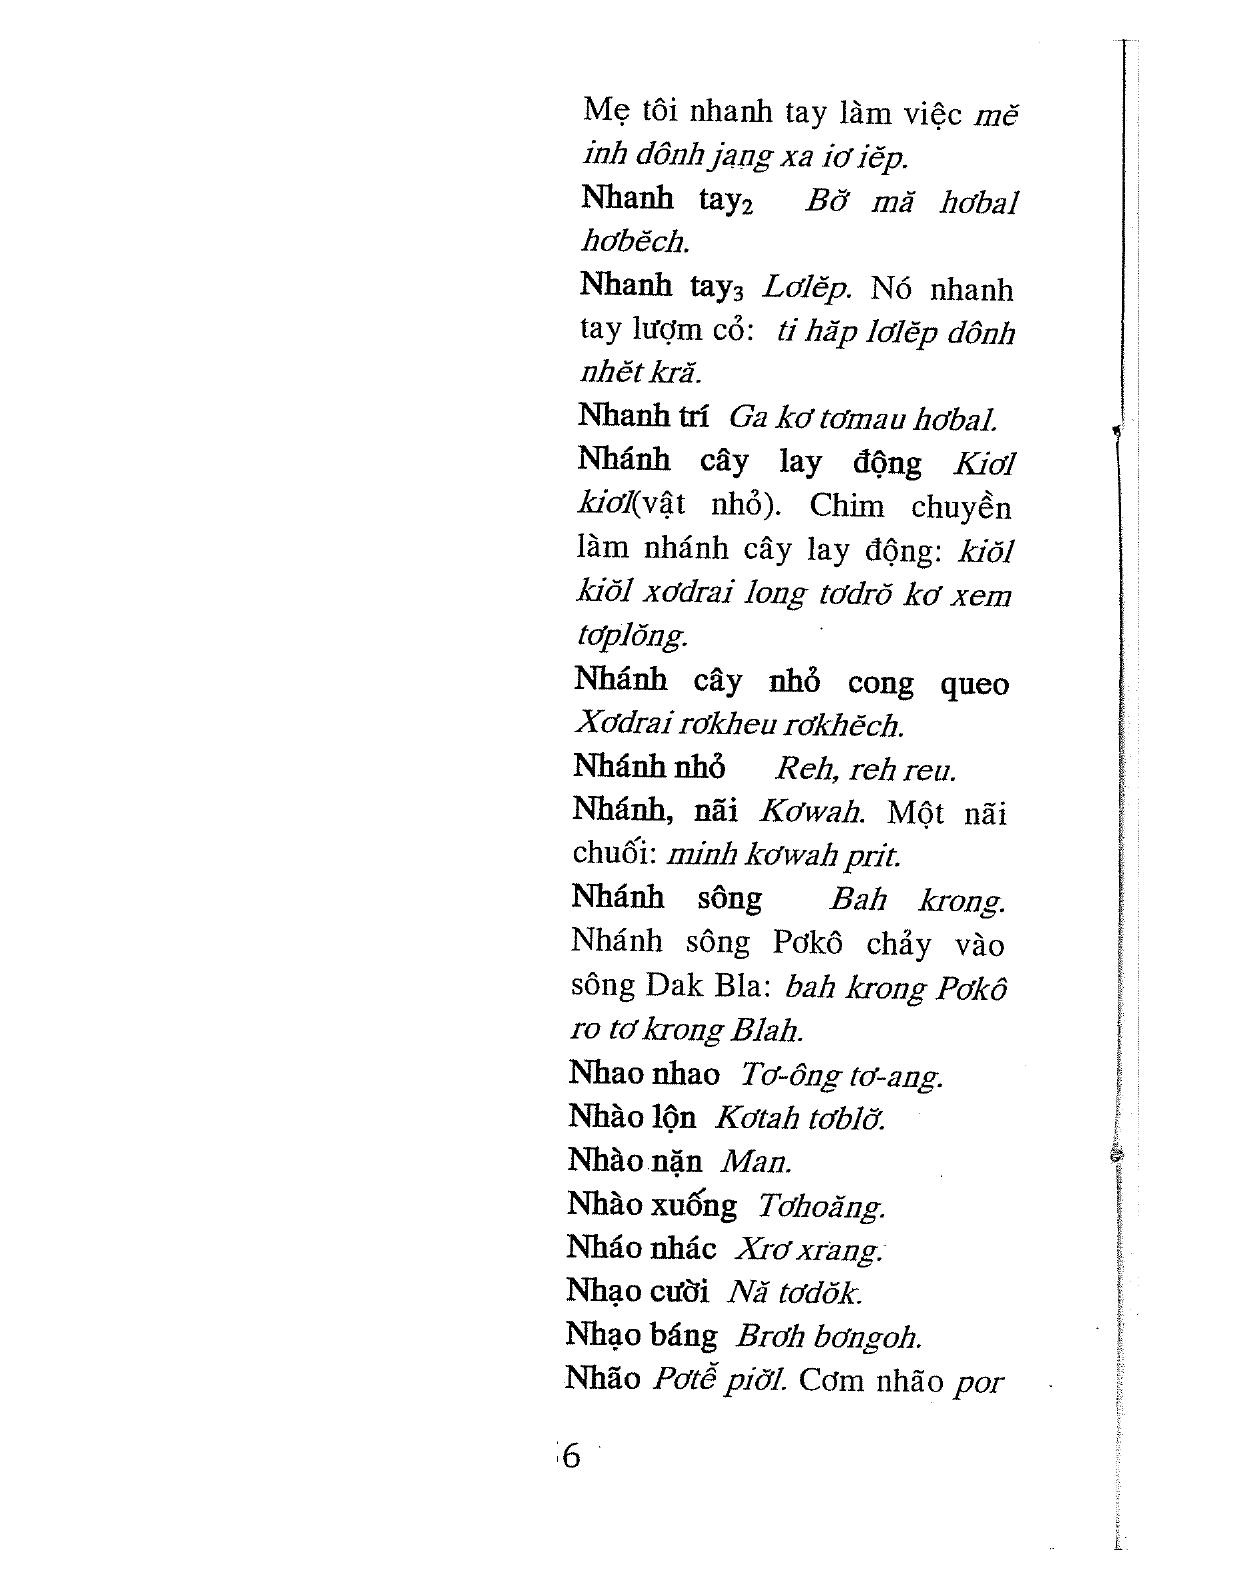 Mẹ tôi nhanh tay làm việc mĕ
inh dônh jạng xa iơ iĕp.
Nhanh tay₂ Bơ̆ mă hơbal
hơbĕch.
Nhanh tay₃ Lơlĕp. Nó nhanh
tay lượm cỏ: ti hăp lơlĕp dônh
nhĕt kră.
Nhanh trí Ga kơ tơmau hơbal.
Nhánh cây lay động Kiơl
kiơl(vật nhỏ). Chim chuyền
làm nhánh cây lay động: kiŏl
kiŏl xơdrai long tơdrŏ kơ xem
tơplŏng.
Nhánh cây nhỏ cong queo
Xơdrai rơkheu rơkhĕch.
Nhánh nhỏ Reh, reh reu.
Nhánh, nãi Kơwah. Một nãi
chuối: minh kơwah prit.
Nhánh sông Bah krong.
Nhánh sông Pơkô chảy vào
sông Dak Bla: bah krong Pơkô
ro tơ krong Blah.
Nhao nhao Tơ-ông tơ-ang.
Nhào lộn Kơtah tơblơ̆.
Nhào nặn Man.
Nhào xuống Tơhoăng.
Nháo nhác Xrơ xrang.
Nhạo cười Nă tơdŏk.
Nhạo báng Brơh bơngoh.
Nhão Pơtê̆ piơ̆l. Cơm nhão por
6